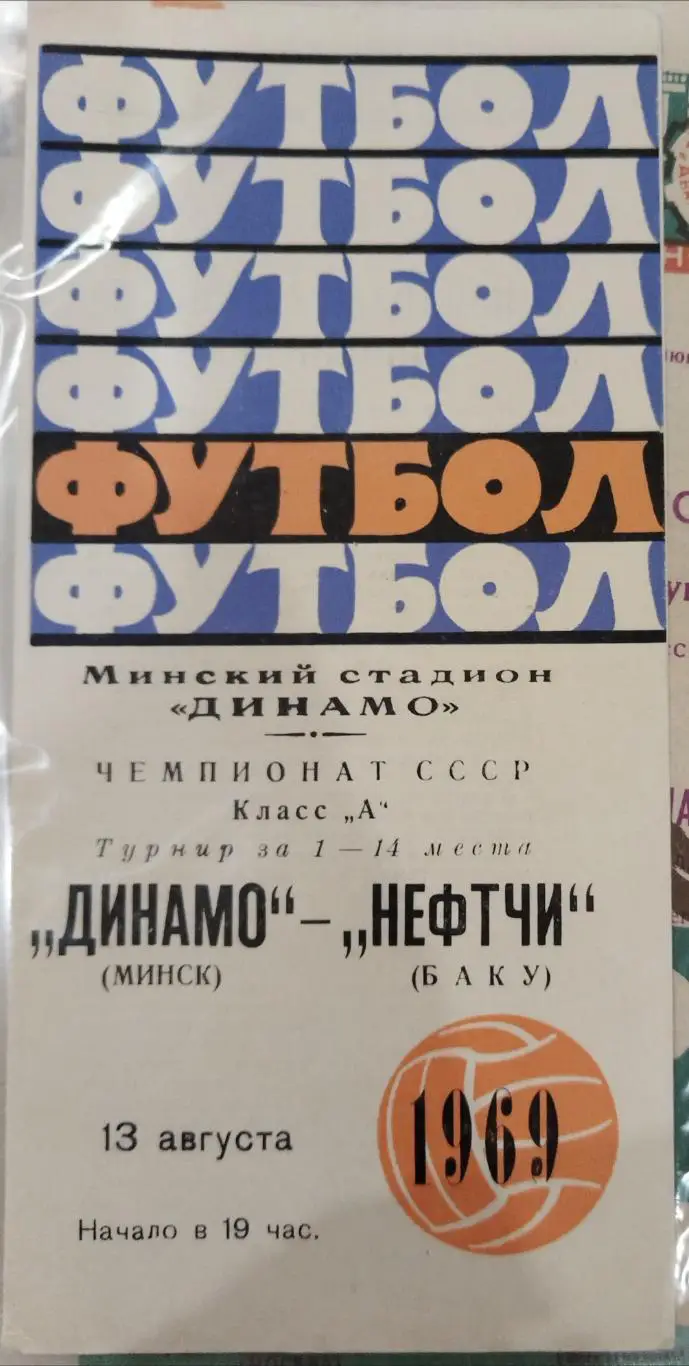 ФУТБОЛ
ФУТБОЛ
ФУТБОЛ
ФУТБОЛ
ФУТБОЛ
ФУТБОЛ
Минский стадион
«ДИНАМО»
ЧЕМПИОНАТ СССР
Класс „А“
Турнир за 1—14 места
„ДИНАМО“ — „НЕФТЧИ“
(МИНСК) (БАКУ)
1969
13 августа
Начало в 19 час.